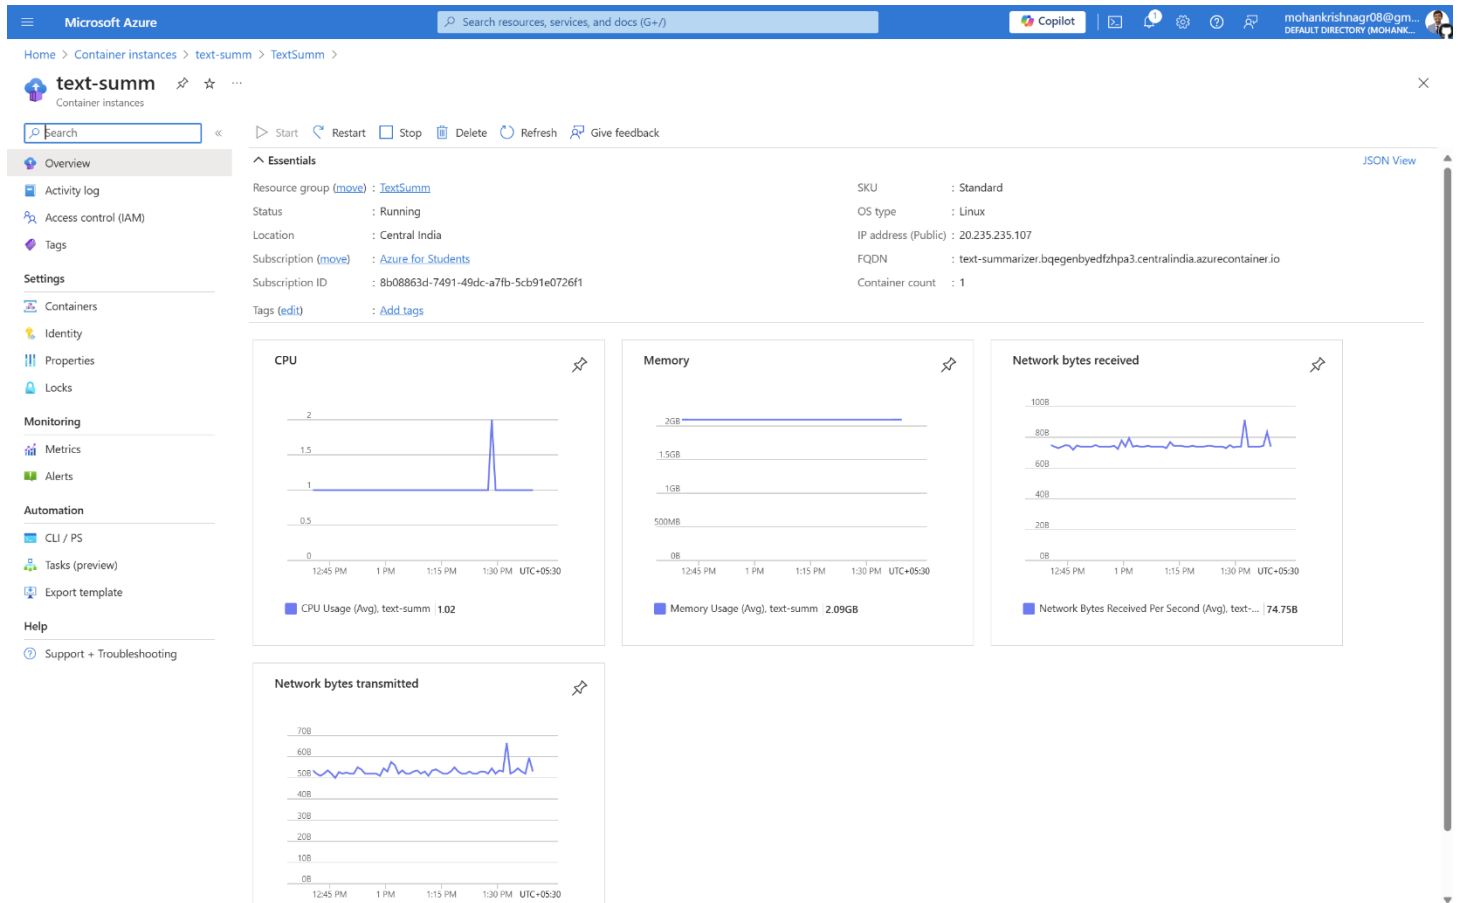 Microsoft Azure
Search resources, services, and docs (G+/)
Copilot
1
mohankrishnagr08@gm...
DEFAULT DIRECTORY (MOHANK...
Home > Container instances > text-summ > TextSumm >
text-summ
...
Container instances
Search
«
Start
Restart
Stop
Delete
Refresh
Give feedback
Overview
Activity log
Access control (IAM)
Tags
Settings
Containers
Identity
Properties
Locks
Monitoring
Metrics
Alerts
Automation
CLI / PS
Tasks (preview)
Export template
Help
Support + Troubleshooting
Essentials
JSON View
Resource group (move) : TextSumm
Status : Running
Location : Central India
Subscription (move) : Azure for Students
Subscription ID : 8b08863d-7491-49dc-a7fb-5cb91e0726f1
Tags (edit) : Add tags
SKU : Standard
OS type : Linux
IP address (Public) : 20.235.235.107
FQDN : text-summarizer.bqegenbyedfzhpa3.centralindia.azurecontainer.io
Container count : 1
CPU
2
1.5
1
0.5
0
12:45 PM 1 PM 1:15 PM 1:30 PM UTC+05:30
CPU Usage (Avg), text-summ 1.02
Memory
2GB
1.5GB
1GB
500MB
0B
12:45 PM 1 PM 1:15 PM 1:30 PM UTC+05:30
Memory Usage (Avg), text-summ 2.09GB
Network bytes received
100B
80B
60B
40B
20B
0B
12:45 PM 1 PM 1:15 PM 1:30 PM UTC+05:30
Network Bytes Received Per Second (Avg), text-... 74.75B
Network bytes transmitted
70B
60B
50B
40B
30B
20B
10B
0B
12:45 PM 1 PM 1:15 PM 1:30 PM UTC+05:30